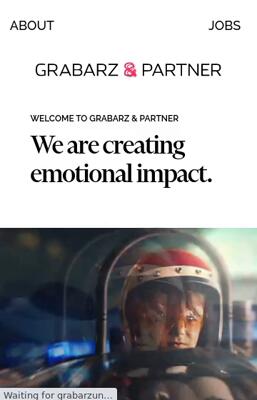 ABOUT
JOBS
GRABARZ & PARTNER
WELCOME TO GRABARZ & PARTNER
We are creating
emotional impact.
Waiting for grabarzun...